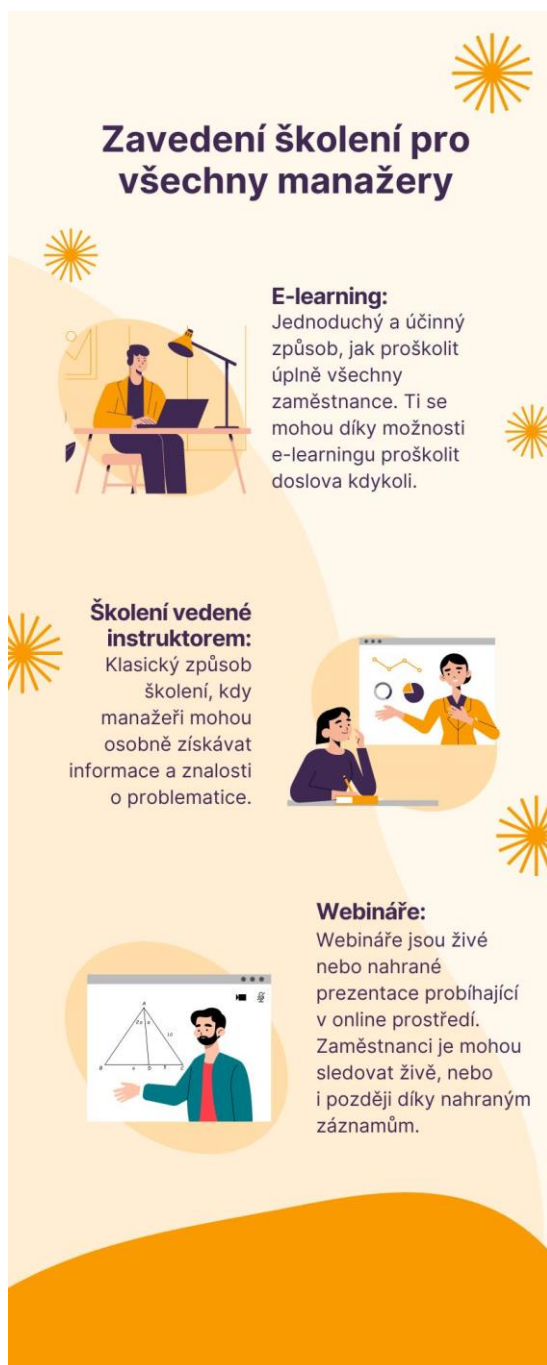 Zavedení školení pro
všechny manažery
E-learning:
Jednoduchý a účinný
způsob, jak proškolit
úplně všechny
zaměstnance. Ti se
mohou díky možnosti
e-learningu proškolit
doslova kdykoli.
Školení vedené
instruktorem:
Klasický způsob
školení, kdy
manažeři mohou
osobně získávat
informace a znalosti
o problematice.
Webináře:
Webináře jsou živé
nebo nahrané
prezentace probíhající
v online prostředí.
Zaměstnanci je mohou
sledovat živě, nebo
i později díky nahraným
záznamům.